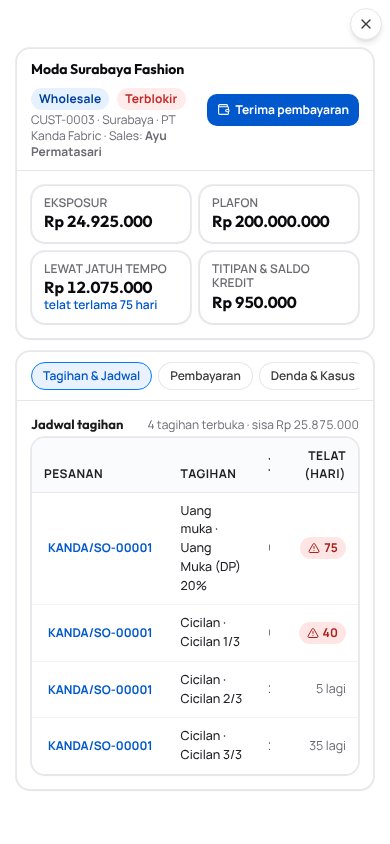 Moda Surabaya Fashion
Wholesale
Terblokir
CUST-0003 · Surabaya · PT
Kanda Fabric · Sales: Ayu
Permatasari
Terima pembayaran
EKSPOSUR
Rp 24.925.000
PLAFON
Rp 200.000.000
LEWAT JATUH TEMPO
Rp 12.075.000
telat terlama 75 hari
TITIPAN & SALDO
KREDIT
Rp 950.000
Tagihan & Jadwal
Pembayaran
Denda & Kasus
Jadwal tagihan
4 tagihan terbuka · sisa Rp 25.875.000
PESANAN
TAGIHAN
TELAT
(HARI)
KANDA/SO-00001
Uang
muka ·
Uang
Muka (DP)
20%
75
KANDA/SO-00001
Cicilan ·
Cicilan 1/3
40
KANDA/SO-00001
Cicilan ·
Cicilan 2/3
5 lagi
KANDA/SO-00001
Cicilan ·
Cicilan 3/3
35 lagi